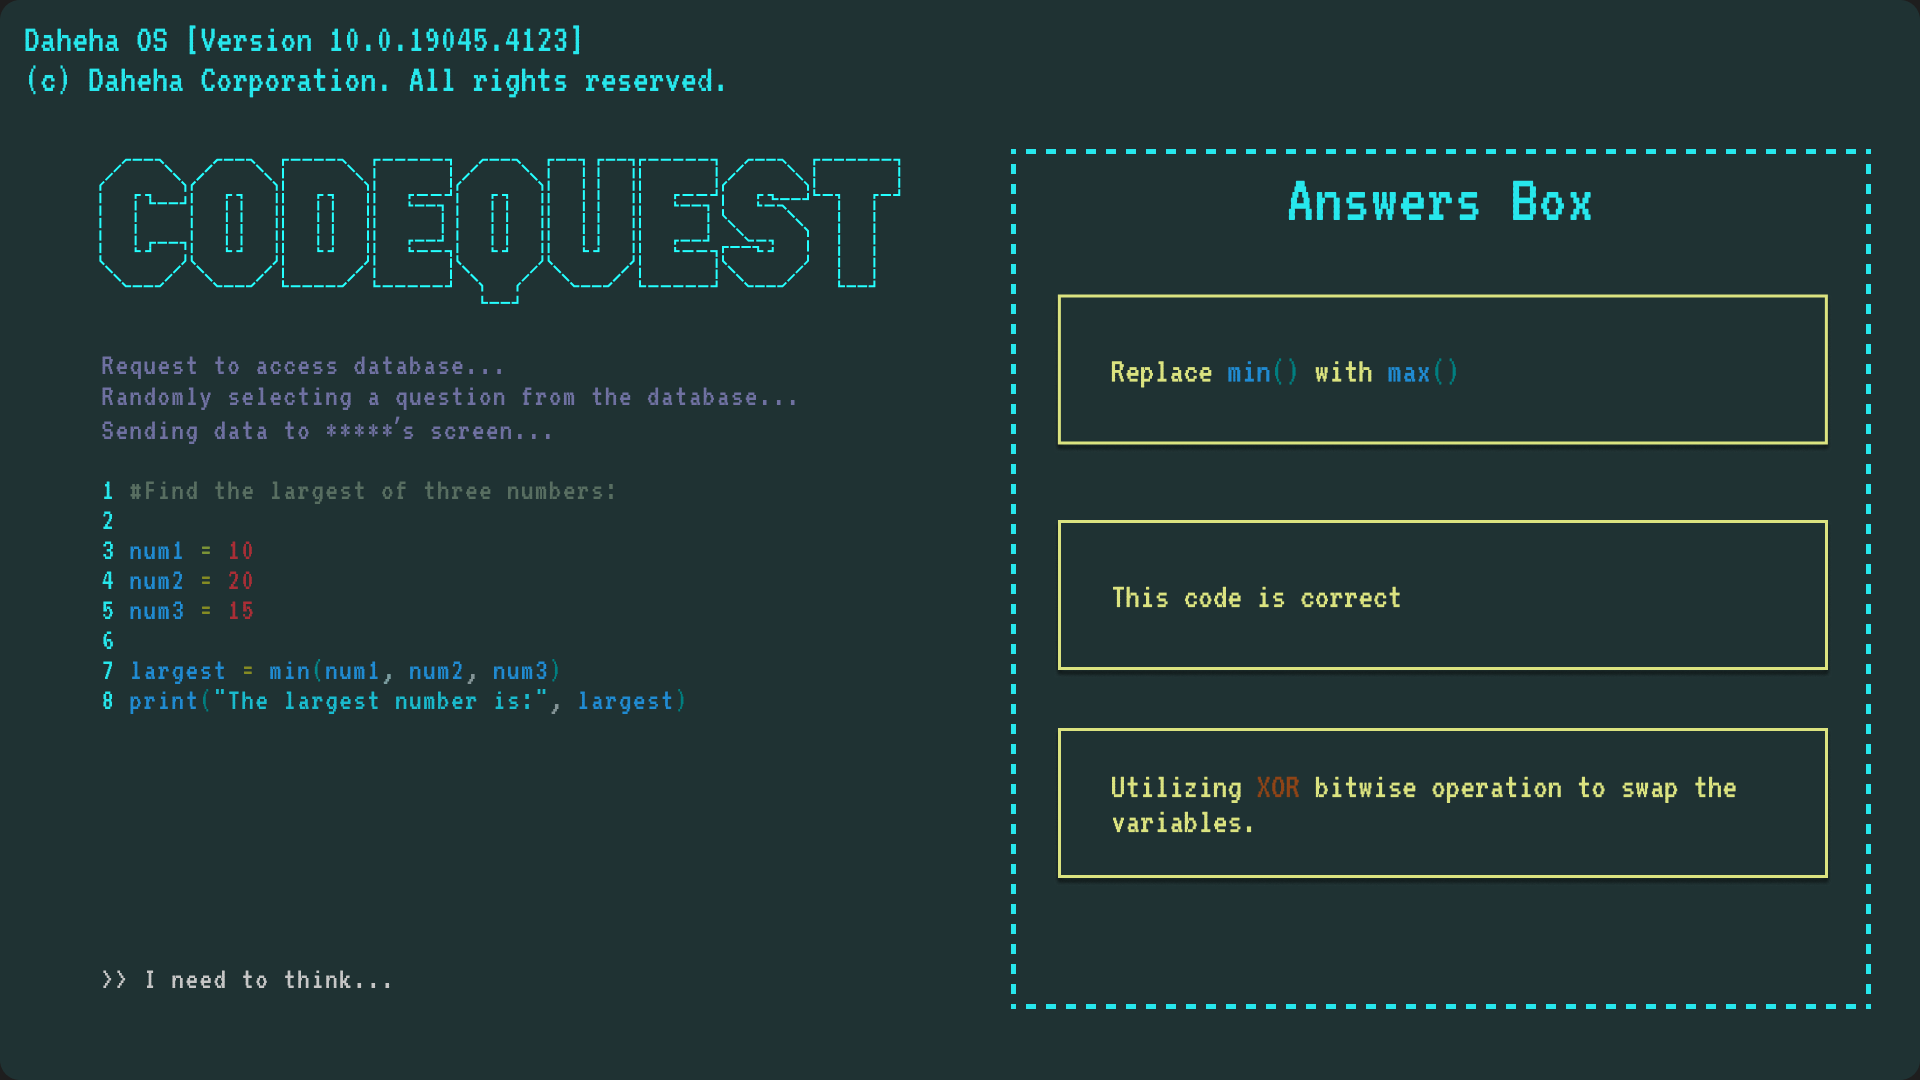 Daheha OS [Version 10.0.19045.4123]
(c) Daheha Corporation. All rights reserved.
CODEQUEST
Request to access database...
Randomly selecting a question from the database...
Sending data to *****'s screen...
1 #Find the largest of three numbers:
2
3 num1 = 10
4 num2 = 20
5 num3 = 15
6
7 largest = min(num1, num2, num3)
8 print("The largest number is:", largest)
>> I need to think...
Answers Box
Replace min() with max()
This code is correct
Utilizing XOR bitwise operation to swap the
variables.